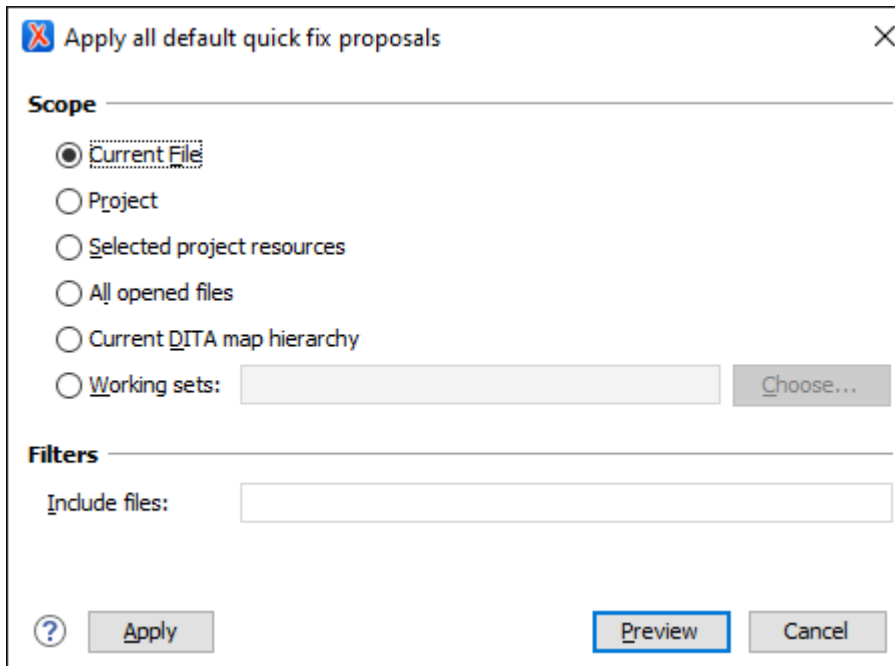 Apply all default quick fix proposals
Scope
Current File
Project
Selected project resources
All opened files
Current DITA map hierarchy
Working sets: Choose...
Filters
Include files:
? Apply Preview Cancel